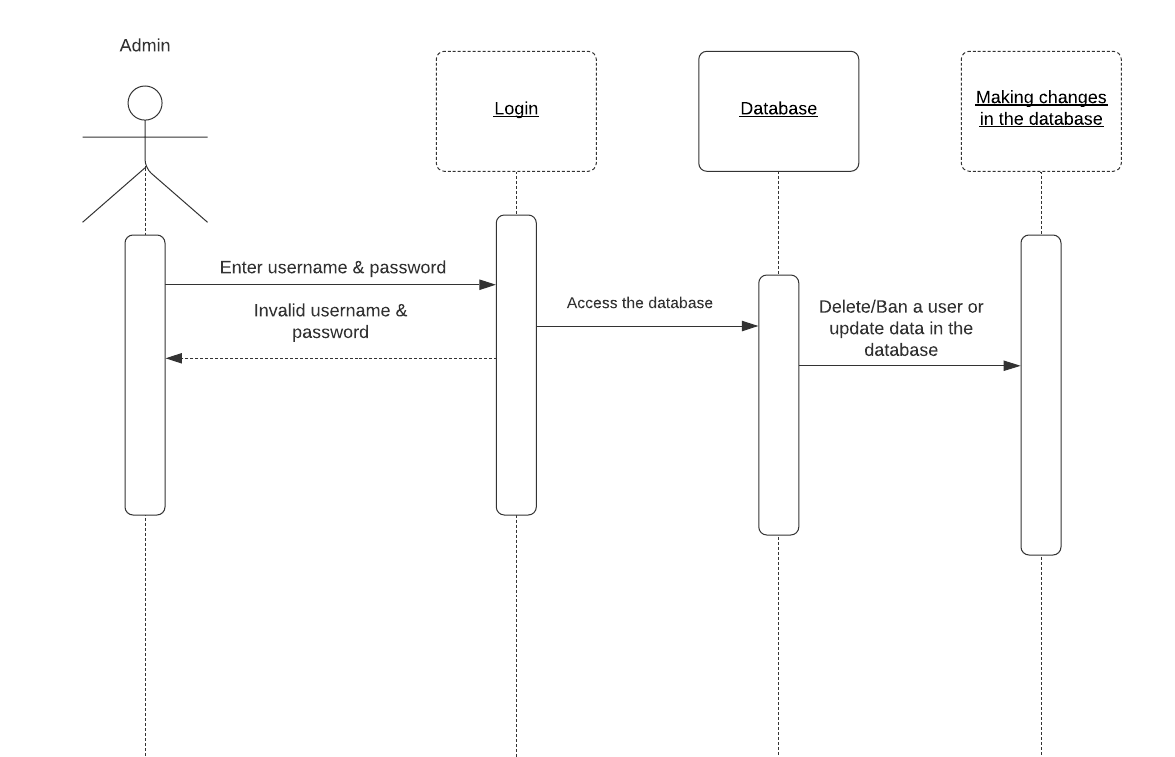 Admin
Login
Database
Making changes
in the database
Enter username & password
Invalid username &
password
Access the database
Delete/Ban a user or
update data in the
database